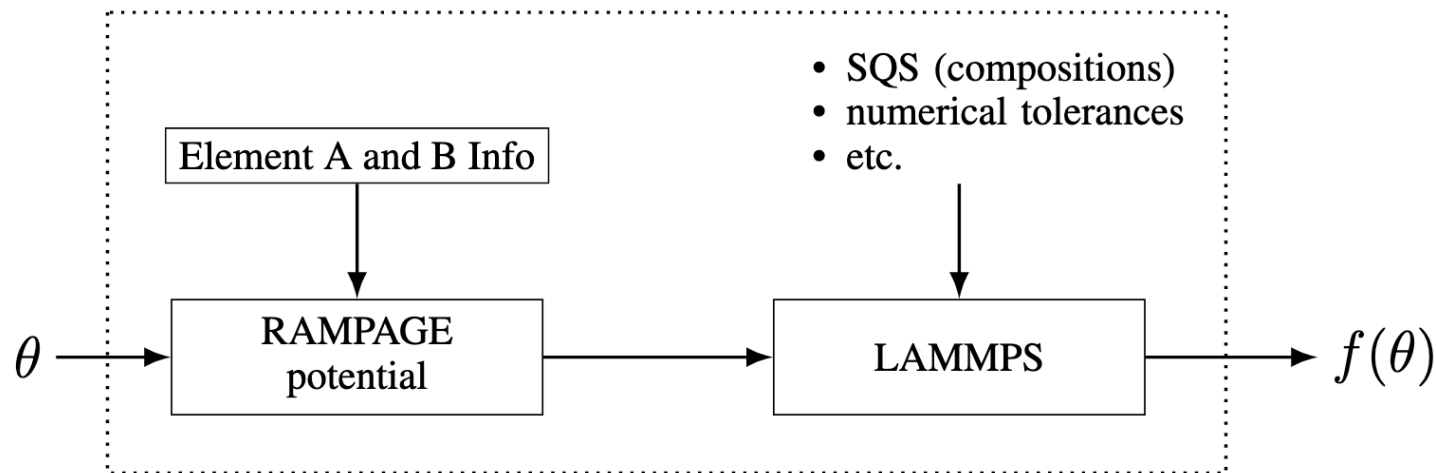 • SQS (compositions)
• numerical tolerances
• etc.
Element A and B Info
θ
RAMPAGE
potential
LAMMPS
f(θ)